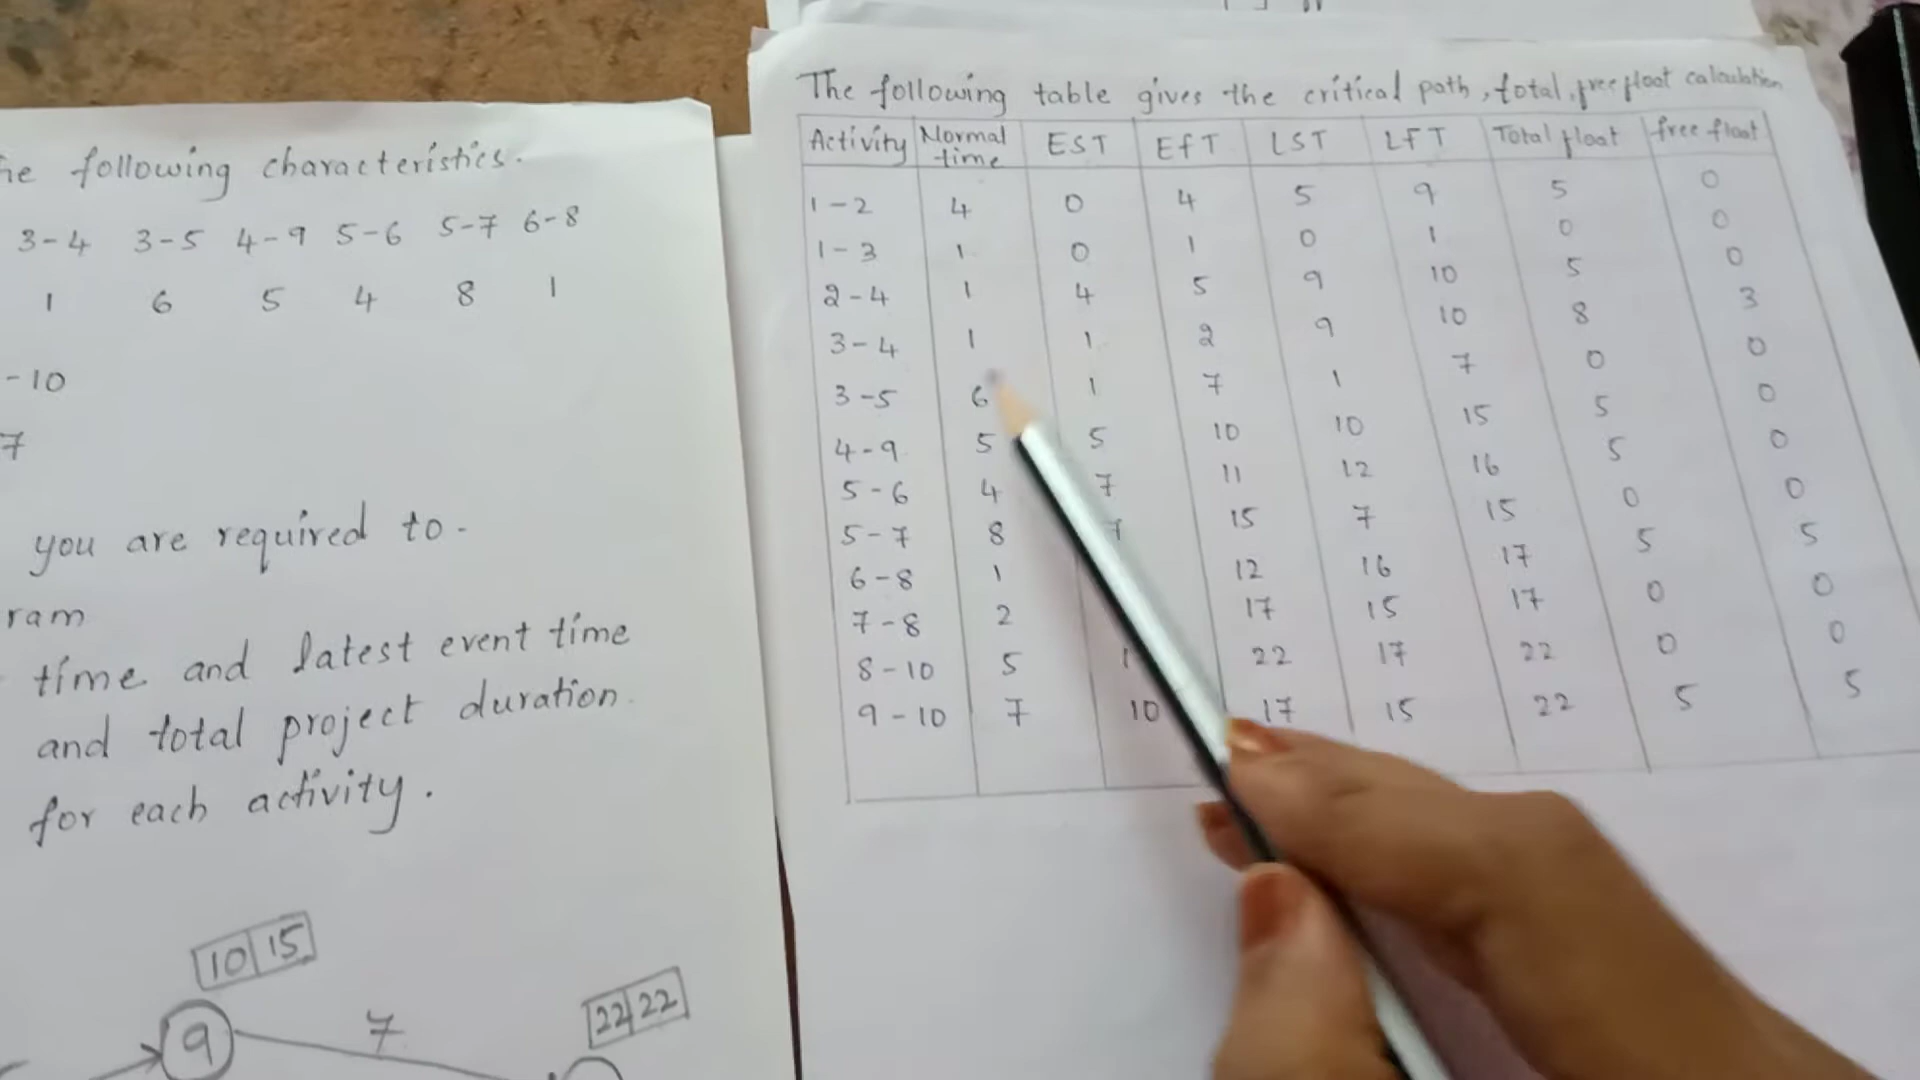 following characteristics.
3-4 3-5 4-9 5-6 5-7 6-8
1 6 5 4 8 1
-10
7
you are required to -
ram
time and latest event time
and total project duration.
for each activity.
10 15
9
7
22 22
The following table gives the critical path, total, free float calculation
Activity Normal time EST EFT LST LFT Total float free float
1-2 4 0 4 5 9 5 0
1-3 1 0 1 0 1 0 0
2-4 1 4 5 9 10 5 0
3-4 1 1 2 9 10 8 3
3-5 6 1 7 1 7 0 0
4-9 5 5 10 10 15 5 0
5-6 4 7 11 12 16 5 0
5-7 8 7 15 7 15 0 0
6-8 1 12 16 17 5 5
7-8 2 17 15 17 0 0
8-10 5 1 22 17 22 0 0
9-10 7 10 17 15 22 5 5